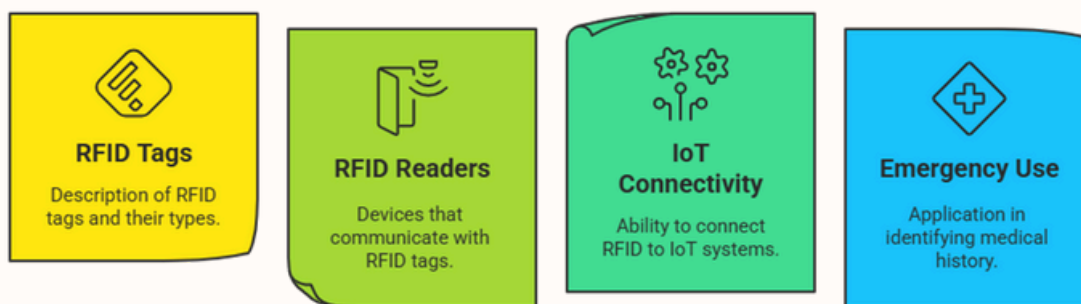 RFID Tags
Description of RFID
tags and their types.
RFID Readers
Devices that
communicate with
RFID tags.
IoT
Connectivity
Ability to connect
RFID to IoT systems.
Emergency Use
Application in
identifying medical
history.